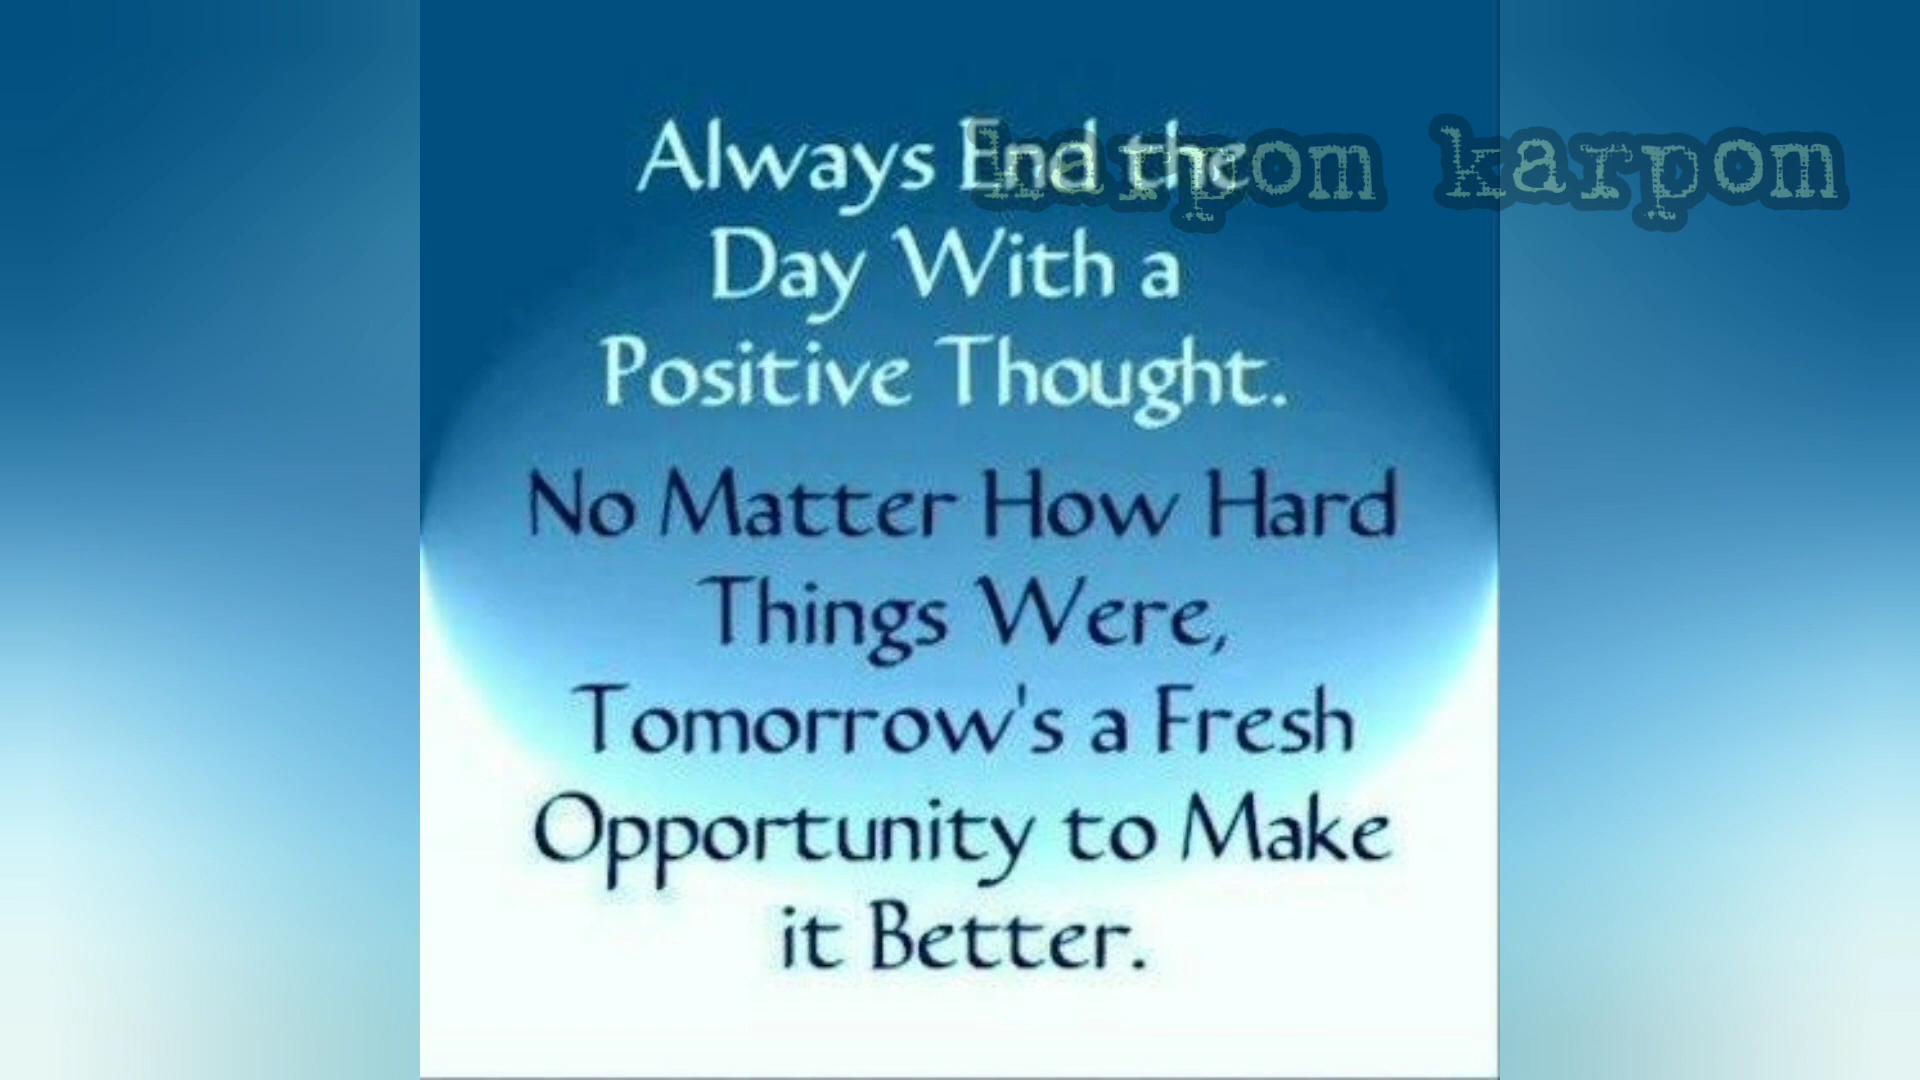 Always End the
karpom karpom
Day With a
Positive Thought.
No Matter How Hard
Things Were,
Tomorrow's a Fresh
Opportunity to Make
it Better.